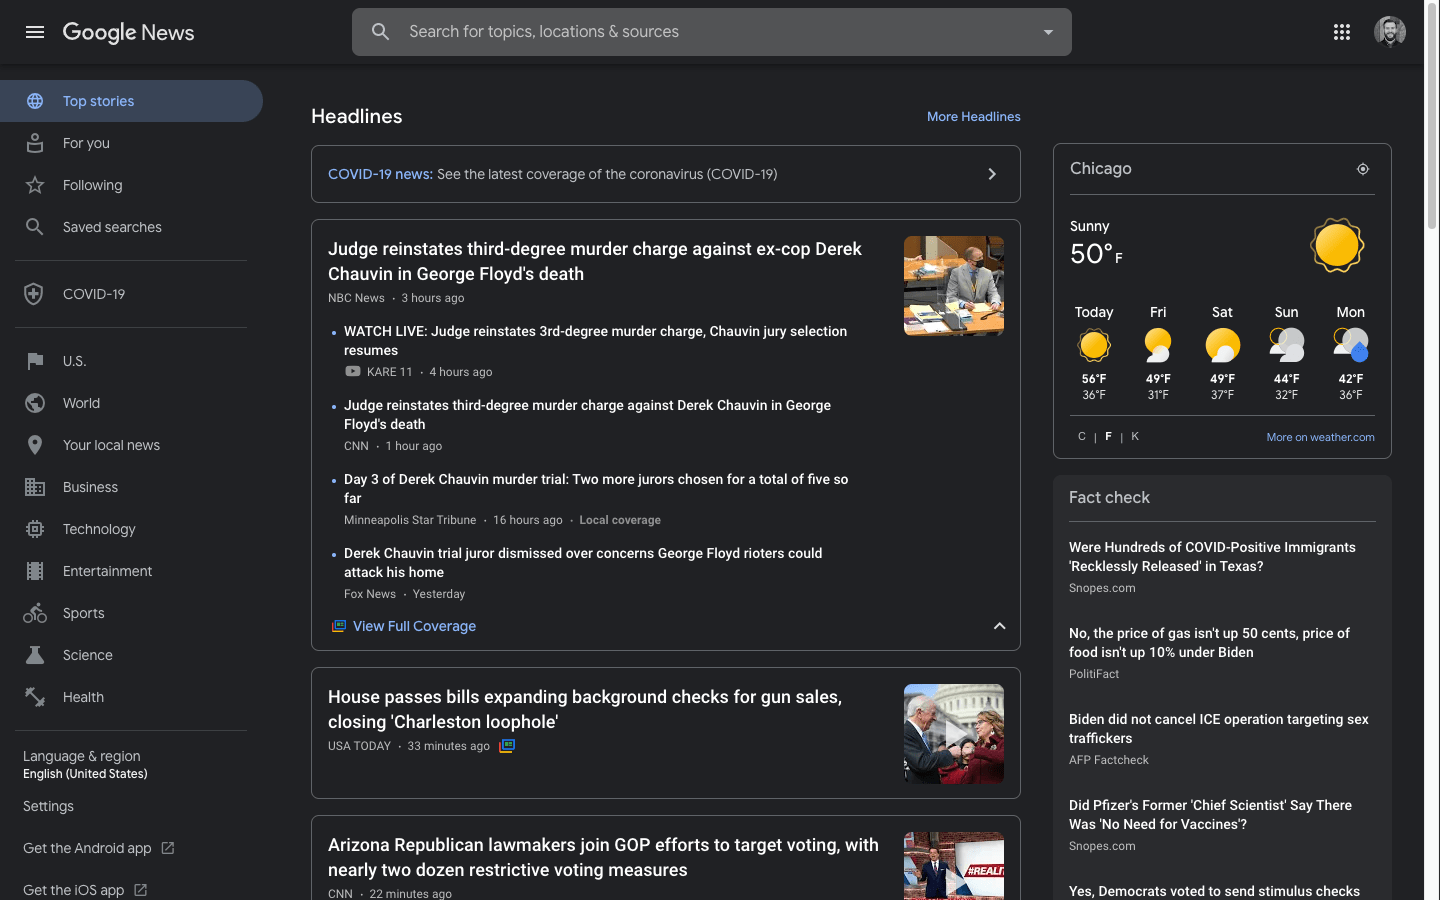 Google News
Search for topics, locations & sources
Top stories
For you
Following
Saved searches
COVID-19
U.S.
World
Your local news
Business
Technology
Entertainment
Sports
Science
Health
Language & region
English (United States)
Settings
Get the Android app
Get the iOS app
Headlines
More Headlines
COVID-19 news: See the latest coverage of the coronavirus (COVID-19)
Judge reinstates third-degree murder charge against ex-cop Derek
Chauvin in George Floyd's death
NBC News · 3 hours ago
WATCH LIVE: Judge reinstates 3rd-degree murder charge, Chauvin jury selection
resumes
KARE 11 · 4 hours ago
Judge reinstates third-degree murder charge against Derek Chauvin in George
Floyd's death
CNN · 1 hour ago
Day 3 of Derek Chauvin murder trial: Two more jurors chosen for a total of five so
far
Minneapolis Star Tribune · 16 hours ago · Local coverage
Derek Chauvin trial juror dismissed over concerns George Floyd rioters could
attack his home
Fox News · Yesterday
View Full Coverage
House passes bills expanding background checks for gun sales,
closing 'Charleston loophole'
USA TODAY · 33 minutes ago
Arizona Republican lawmakers join GOP efforts to target voting, with
nearly two dozen restrictive voting measures
CNN · 22 minutes ago
#REALIT
Chicago
Sunny
50°F
Today Fri Sat Sun Mon
56°F 49°F 49°F 44°F 42°F
36°F 31°F 37°F 32°F 36°F
C | F | K
More on weather.com
Fact check
Were Hundreds of COVID-Positive Immigrants
'Recklessly Released' in Texas?
Snopes.com
No, the price of gas isn't up 50 cents, price of
food isn't up 10% under Biden
PolitiFact
Biden did not cancel ICE operation targeting sex
traffickers
AFP Factcheck
Did Pfizer's Former 'Chief Scientist' Say There
Was 'No Need for Vaccines'?
Snopes.com
Yes, Democrats voted to send stimulus checks